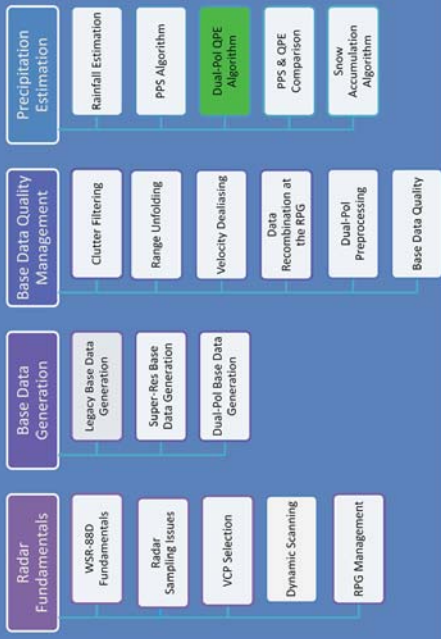 Radar
Fundamentals
WSR-88D
Fundamentals
Radar
Sampling Issues
VCP Selection
Dynamic Scanning
RPG Management
Base Data
Generation
Legacy Base Data
Generation
Super-Res Base
Data Generation
Dual-Pol Base Data
Generation
Base Data Quality
Management
Clutter Filtering
Range Unfolding
Velocity Dealiasing
Data
Recombination at
the RPG
Dual-Pol
Preprocessing
Base Data Quality
Precipitation
Estimation
Rainfall Estimation
PPS Algorithm
Dual-Pol QPE
Algorithm
PPS & QPE
Comparison
Snow
Accumulation
Algorithm